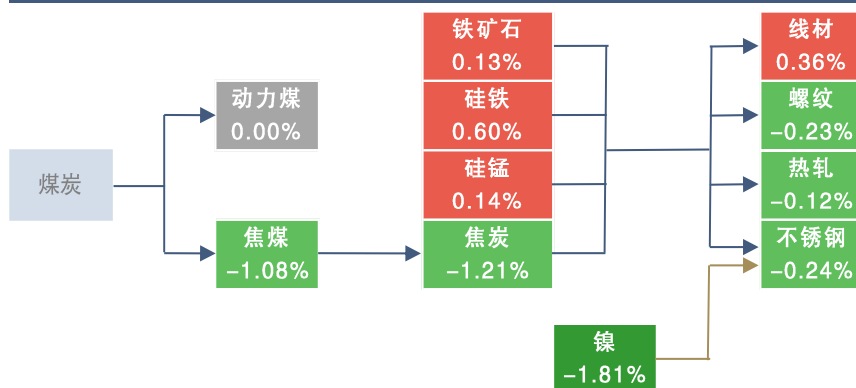 铁矿石
0.13%
线材
0.36%
动力煤
0.00%
硅铁
0.60%
螺纹
-0.23%
煤炭
硅锰
0.14%
热轧
-0.12%
焦煤
-1.08%
焦炭
-1.21%
不锈钢
-0.24%
镍
-1.81%